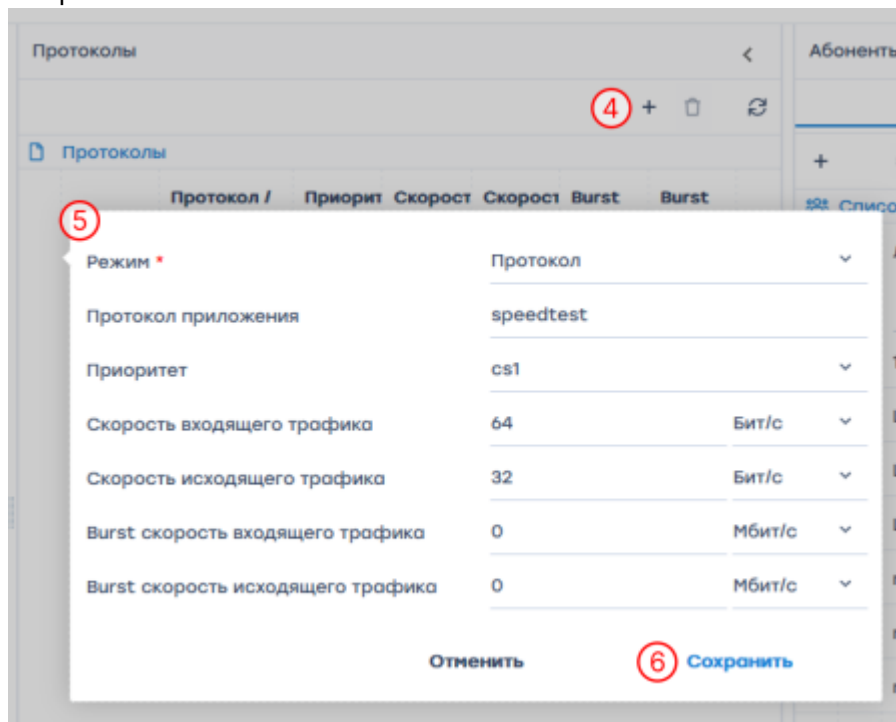 Протоколы
Абоненты
4
Протоколы
Протокол / Приорит Скорост Скорост Burst Burst
Списо
5
Режим * Протокол
Протокол приложения speedtest
Приоритет cs1
Скорость входящего трафика 64 Бит/с
Скорость исходящего трафика 32 Бит/с
Burst скорость входящего трафика 0 Мбит/с
Burst скорость исходящего трафика 0 Мбит/с
Отменить 6 Сохранить